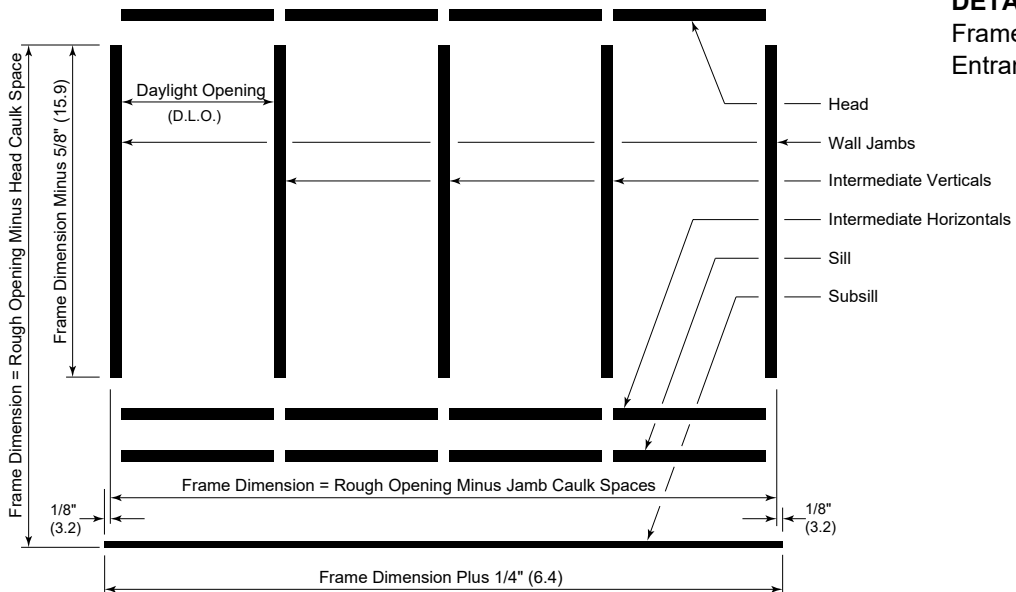 DETA
Frame
Entran
Frame Dimension = Rough Opening Minus Head Caulk Space
Frame Dimension Minus 5/8" (15.9)
Daylight Opening
(D.L.O.)
Head
Wall Jambs
Intermediate Verticals
Intermediate Horizontals
Sill
Subsill
Frame Dimension = Rough Opening Minus Jamb Caulk Spaces
1/8"
(3.2)
1/8"
(3.2)
Frame Dimension Plus 1/4" (6.4)